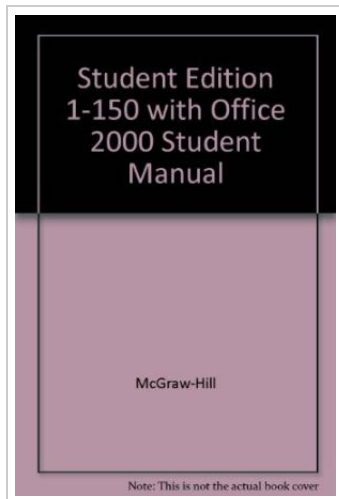 Student Edition
1-150 with Office
2000 Student
Manual
McGraw-Hill
Note: This is not the actual book cover